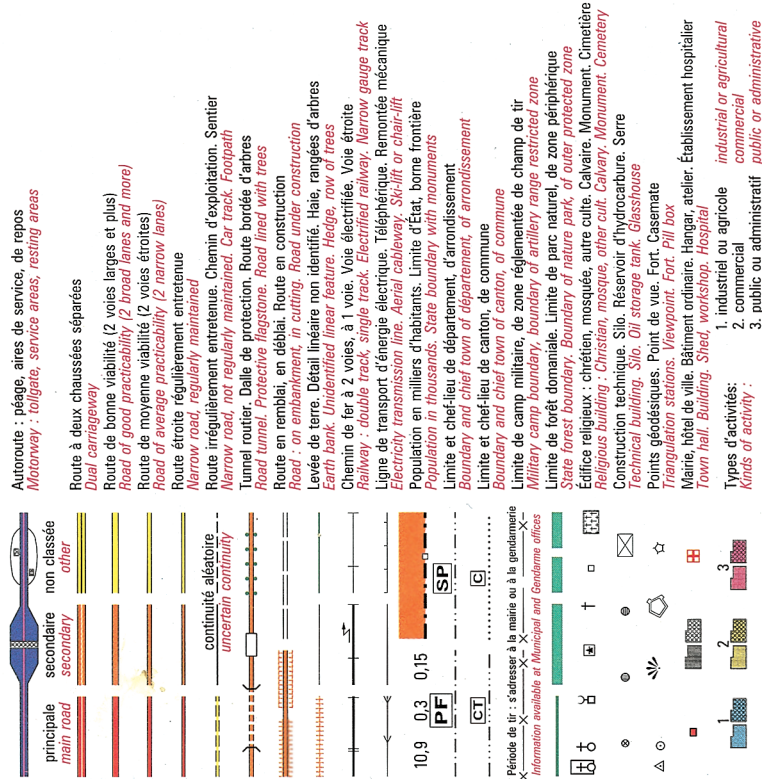 principale
main road
secondaire
secondary
non classée
other
Autoroute : péage, aires de service, de repos
Motorway : tollgate, service areas, resting areas
Route à deux chaussées séparées
Dual carriageway
Route de bonne viabilité (2 voies larges et plus)
Road of good practicability (2 broad lanes and more)
Route de moyenne viabilité (2 voies étroites)
Road of average practicability (2 narrow lanes)
Route étroite régulièrement entretenue
Narrow road, regularly maintained
continuité aléatoire
uncertain continuity
Route irrégulièrement entretenue. Chemin d'exploitation. Sentier
Narrow road, not regularly maintained. Car track. Footpath
Tunnel routier. Dalle de protection. Route bordée d'arbres
Road tunnel. Protective flagstone. Road lined with trees
Route en remblai, en déblai. Route en construction
Road : on embankment, in cutting. Road under construction
Levée de terre. Détail linéaire non identifié. Haie, rangées d'arbres
Earth bank. Unidentified linear feature. Hedge, row of trees
Chemin de fer à 2 voies, à 1 voie. Voie électrifiée. Voie étroite
Railway : double track, single track. Electrified railway. Narrow gauge track
Ligne de transport d'énergie électrique. Téléphérique. Remontée mécanique
Electricity transmission line. Aerial cableway. Ski-lift or chair-lift
10,9 0,3 0,15
Population en milliers d'habitants. Limite d'État, borne frontière
Population in thousands. State boundary with monuments
PF SP
Limite et chef-lieu de département, d'arrondissement
Boundary and chief town of département, of arrondissement
CT C
Limite et chef-lieu de canton, de commune
Boundary and chief town of canton, of commune
Période de tir : s'adresser à la mairie ou à la gendarmerie
Information available at Municipal and Gendarme offices
Limite de camp militaire, de zone réglementée de champ de tir
Military camp boundary, boundary of artillery range restricted zone
Limite de forêt domaniale. Limite de parc naturel, de zone périphérique
State forest boundary. Boundary of nature park, of outer protected zone
Édifice religieux : chrétien, mosquée, autre culte. Calvaire. Monument. Cimetière
Religious building : Christian, mosque, other cult. Calvary. Monument. Cemetery
Construction technique. Silo. Réservoir d'hydrocarbure. Serre
Technical building. Silo. Oil storage tank. Glasshouse
Points géodésiques. Point de vue. Fort. Casemate
Triangulation stations. Viewpoint. Fort. Pill box
Mairie, hôtel de ville. Bâtiment ordinaire. Hangar, atelier. Établissement hospitalier
Town hall. Building. Shed, workshop. Hospital
1 2 3
Types d'activités:
Kinds of activity :
1. industriel ou agricole
industrial or agricultural
2. commercial
commercial
3. public ou administratif
public or administrative